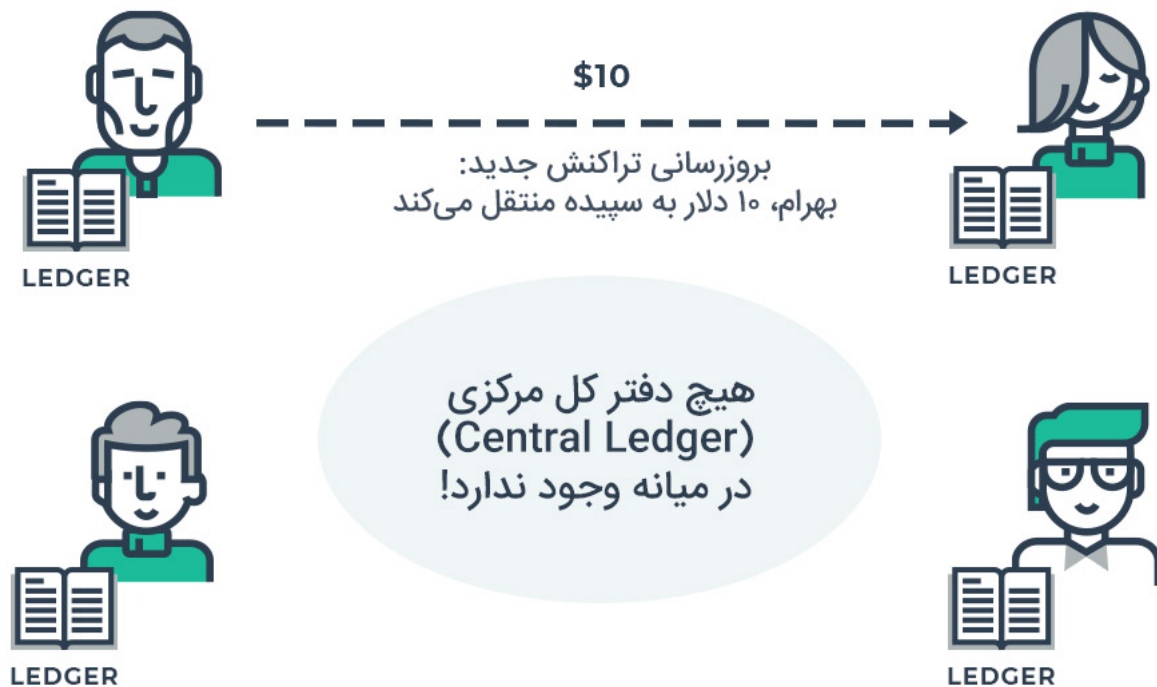 $10
بروزرسانی تراکنش جدید:
بهرام، ۱۰ دلار به سپیده منتقل می‌کند
LEDGER
LEDGER
هیچ دفتر کل مرکزی
(Central Ledger)
در میانه وجود ندارد!
LEDGER
LEDGER